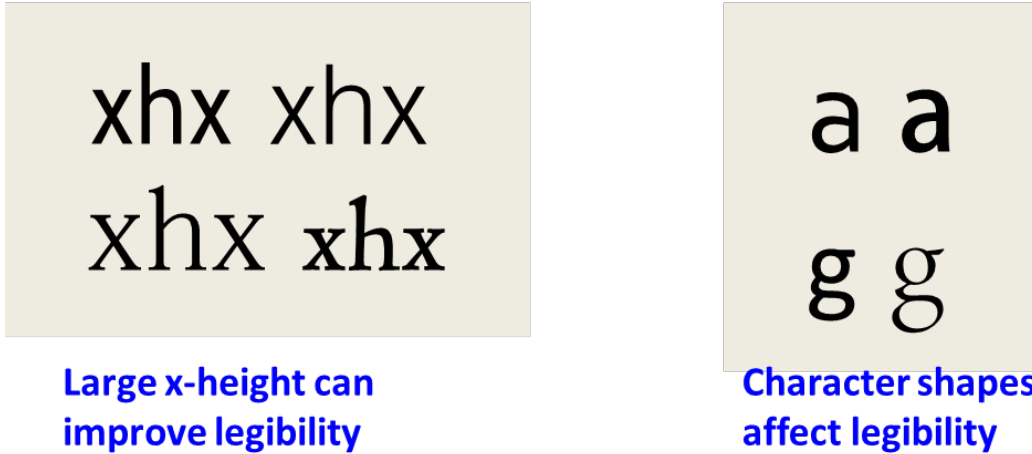 xhx xhx
xhx xhx
Large x-height can
improve legibility
a a
g g
Character shapes
affect legibility